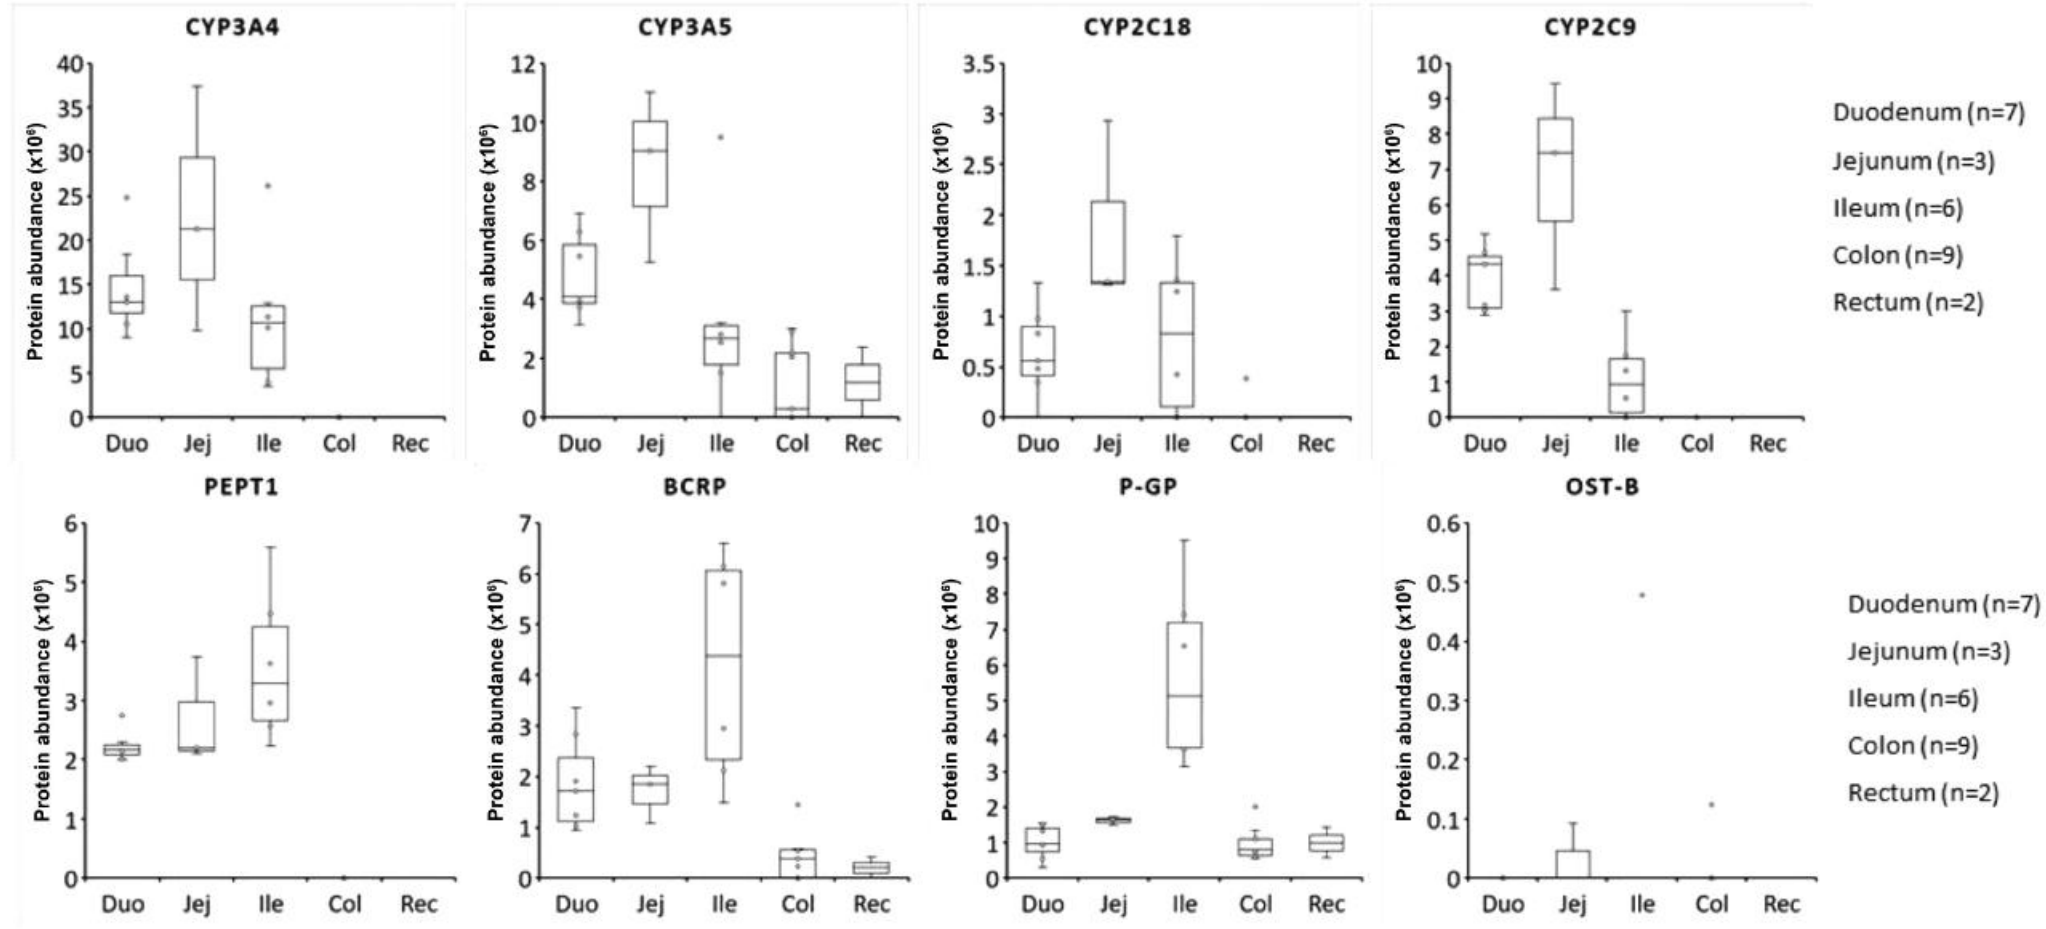 CYP3A4
Protein abundance (x10⁶)
40
35
30
25
20
15
10
5
0
Duo Jej Ile Col Rec
CYP3A5
Protein abundance (x10⁶)
12
10
8
6
4
2
0
Duo Jej Ile Col Rec
CYP2C18
Protein abundance (x10⁶)
3.5
3
2.5
2
1.5
1
0.5
0
Duo Jej Ile Col Rec
CYP2C9
Protein abundance (x10⁶)
10
9
8
7
6
5
4
3
2
1
0
Duo Jej Ile Col Rec
Duodenum (n=7)
Jejunum (n=3)
Ileum (n=6)
Colon (n=9)
Rectum (n=2)
PEPT1
Protein abundance (x10⁶)
6
5
4
3
2
1
0
Duo Jej Ile Col Rec
BCRP
Protein abundance (x10⁶)
7
6
5
4
3
2
1
0
Duo Jej Ile Col Rec
P-GP
Protein abundance (x10⁶)
10
9
8
7
6
5
4
3
2
1
0
Duo Jej Ile Col Rec
OST-B
Protein abundance (x10⁶)
0.6
0.5
0.4
0.3
0.2
0.1
0
Duo Jej Ile Col Rec
Duodenum (n=7)
Jejunum (n=3)
Ileum (n=6)
Colon (n=9)
Rectum (n=2)